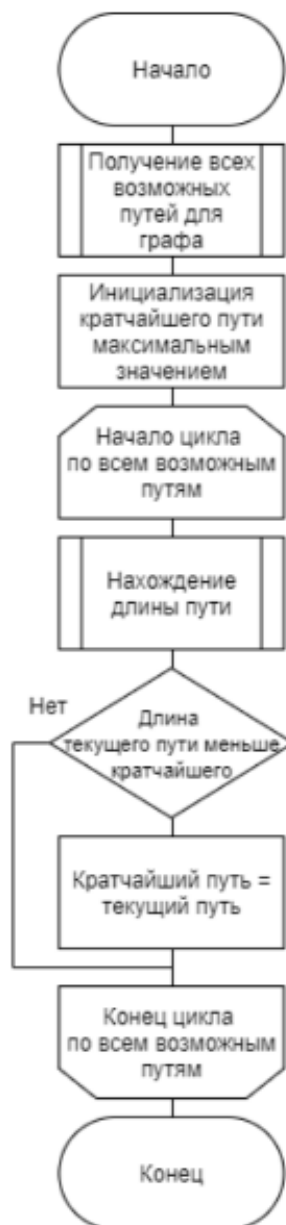 Начало
Получение всех
возможных
путей для
графа
Инициализация
кратчайшего пути
максимальным
значением
Начало цикла
по всем возможным
путям
Нахождение
длины пути
Нет
Длина
текущего пути меньше
кратчайшего
Кратчайший путь =
текущий путь
Конец цикла
по всем возможным
путям
Конец